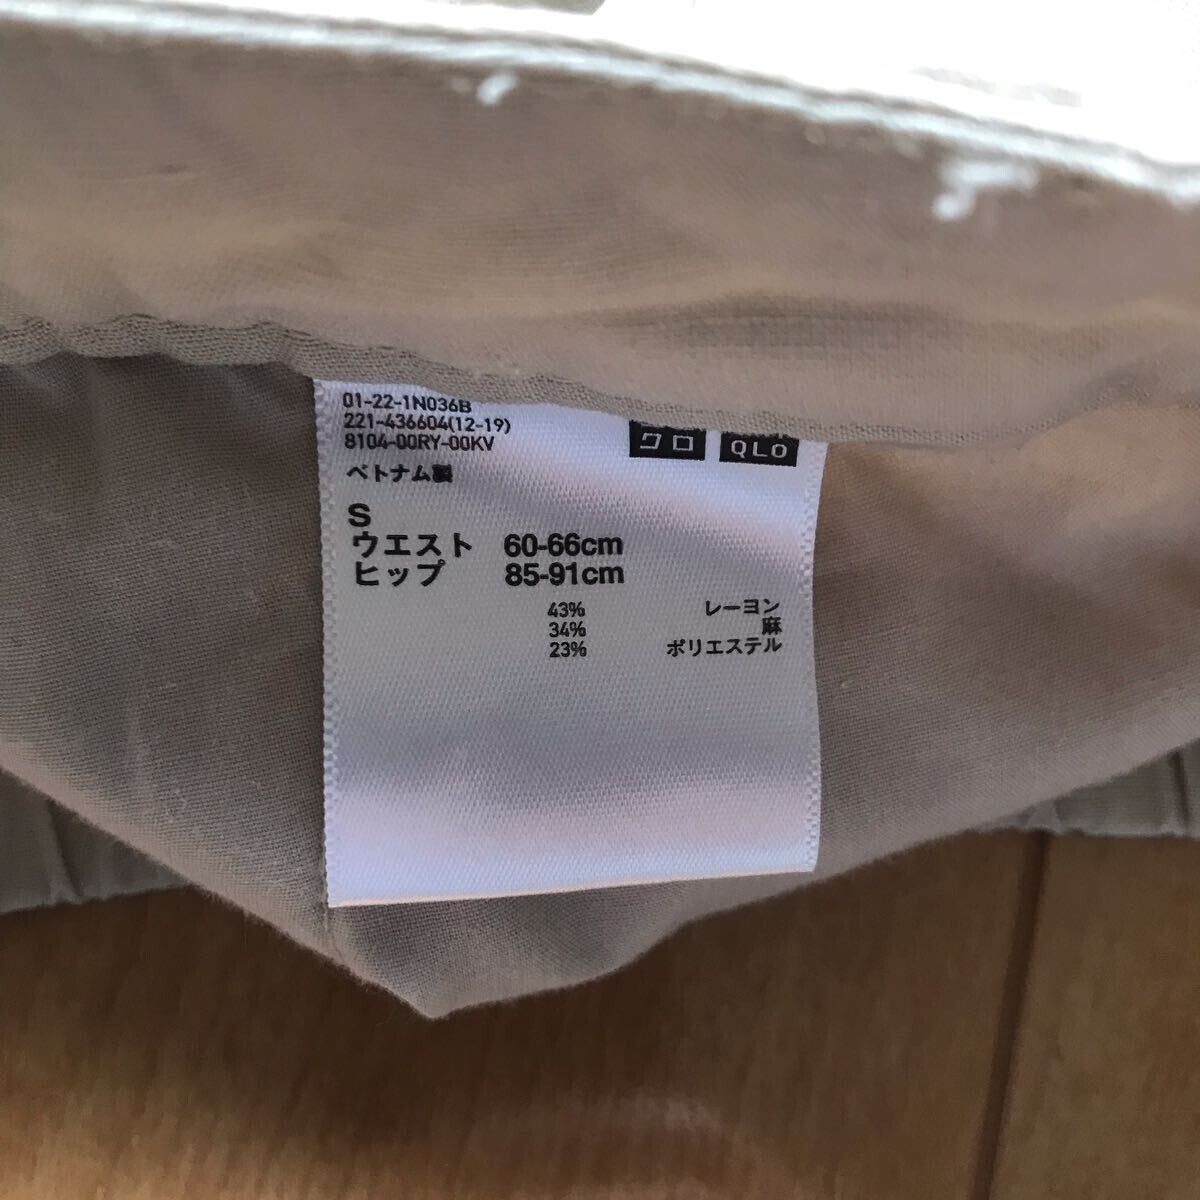 01-22-1N036B
221-436604(12-19)
8104-00RY-00KV
クロ QLO
ベトナム製
S
ウエスト 60-66cm
ヒップ 85-91cm
43% レーヨン
34% 麻
23% ポリエステル